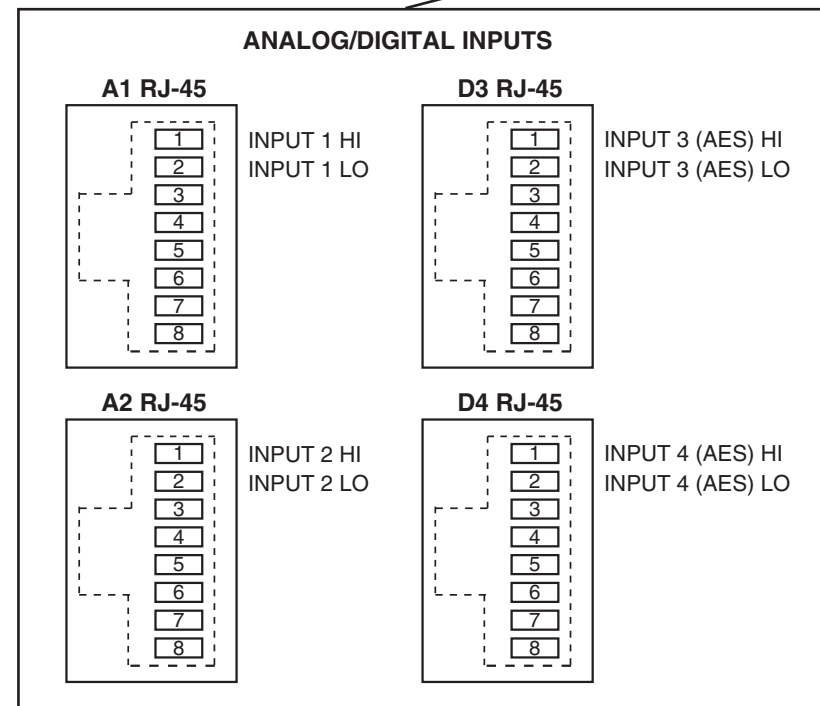 ANALOG/DIGITAL INPUTS
A1 RJ-45
1 INPUT 1 HI
2 INPUT 1 LO
3
4
5
6
7
8
D3 RJ-45
1 INPUT 3 (AES) HI
2 INPUT 3 (AES) LO
3
4
5
6
7
8
A2 RJ-45
1 INPUT 2 HI
2 INPUT 2 LO
3
4
5
6
7
8
D4 RJ-45
1 INPUT 4 (AES) HI
2 INPUT 4 (AES) LO
3
4
5
6
7
8